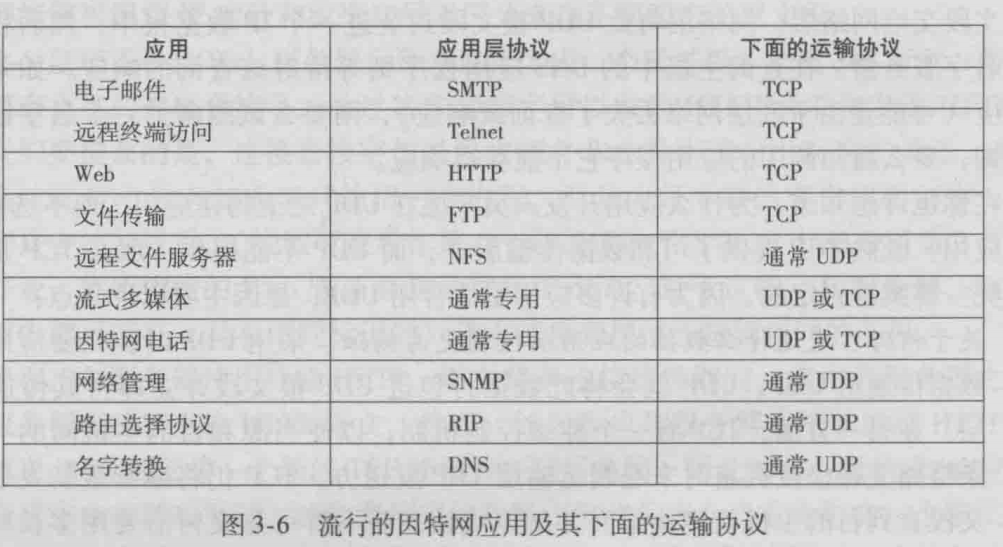 应用 应用层协议 下面的运输协议
电子邮件 SMTP TCP
远程终端访问 Telnet TCP
Web HTTP TCP
文件传输 FTP TCP
远程文件服务器 NFS 通常 UDP
流式多媒体 通常专用 UDP 或 TCP
因特网电话 通常专用 UDP 或 TCP
网络管理 SNMP 通常 UDP
路由选择协议 RIP 通常 UDP
名字转换 DNS 通常 UDP
图 3-6 流行的因特网应用及其下面的运输协议